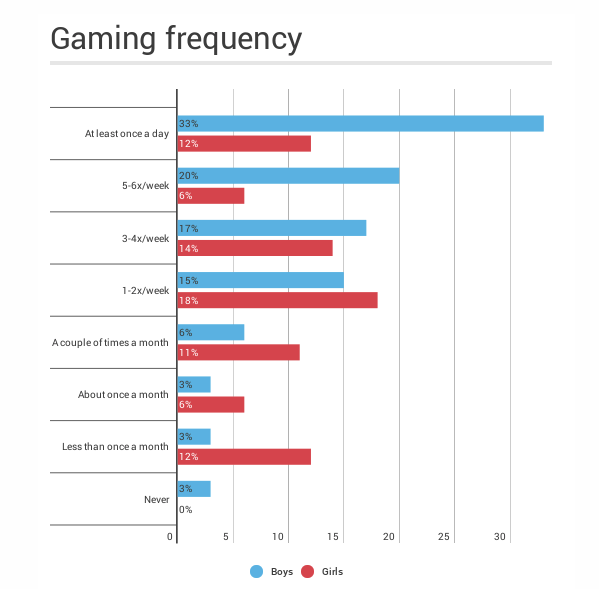 Gaming frequency
At least once a day
33%
12%
5-6x/week
20%
6%
3-4x/week
17%
14%
1-2x/week
15%
18%
A couple of times a month
6%
11%
About once a month
3%
6%
Less than once a month
3%
12%
Never
3%
0%
0 5 10 15 20 25 30
Boys Girls